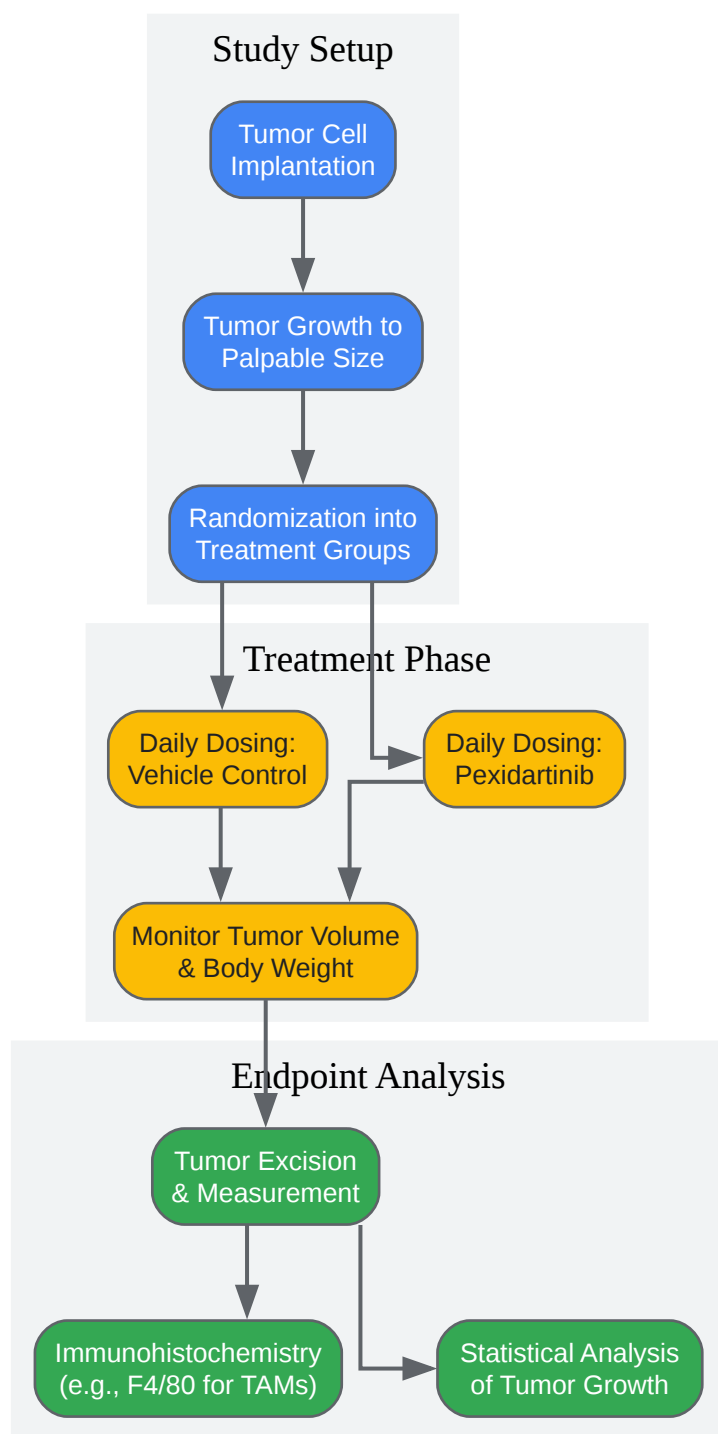 Study Setup
Tumor Cell
Implantation
Tumor Growth to
Palpable Size
Randomization into
Treatment Groups
Treatment Phase
Daily Dosing:
Vehicle Control
Daily Dosing:
Pexidartinib
Monitor Tumor Volume
& Body Weight
Endpoint Analysis
Tumor Excision
& Measurement
Immunohistochemistry
(e.g., F4/80 for TAMs)
Statistical Analysis
of Tumor Growth